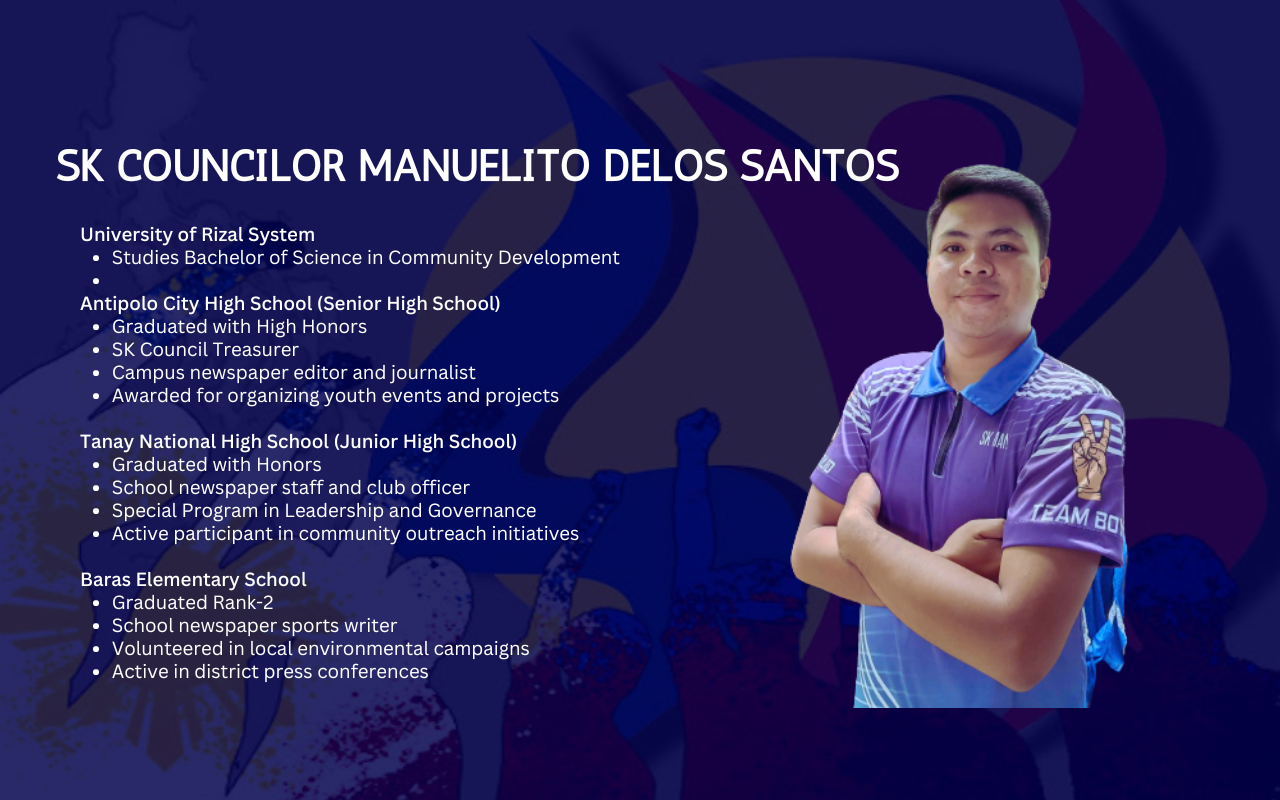 SK COUNCILOR MANUELITO DELOS SANTOS
University of Rizal System
• Studies Bachelor of Science in Community Development
•
Antipolo City High School (Senior High School)
• Graduated with High Honors
• SK Council Treasurer
• Campus newspaper editor and journalist
• Awarded for organizing youth events and projects
Tanay National High School (Junior High School)
• Graduated with Honors
• School newspaper staff and club officer
• Special Program in Leadership and Governance
• Active participant in community outreach initiatives
Baras Elementary School
• Graduated Rank-2
• School newspaper sports writer
• Volunteered in local environmental campaigns
• Active in district press conferences
SK
TEAM